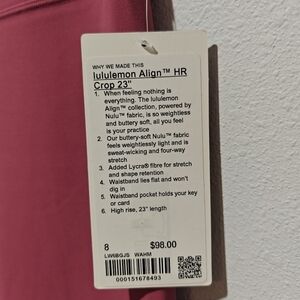 WHY WE MADE THIS
lululemon Align™ HR
Crop 23"
1. When feeling nothing is
everything. The lululemon
Align™ collection, powered by
Nulu™ fabric, is so weightless
and buttery soft, all you feel
is your practice
2. Our buttery-soft Nulu™ fabric
feels weightlessly light and is
sweat-wicking and four-way
stretch
3. Added Lycra® fibre for stretch
and shape retention
4. Waistband lies flat and won't
dig in
5. Waistband pocket holds your key
or card
6. High rise, 23" length
8 $98.00
LW6BGJS WAHM
000151678493